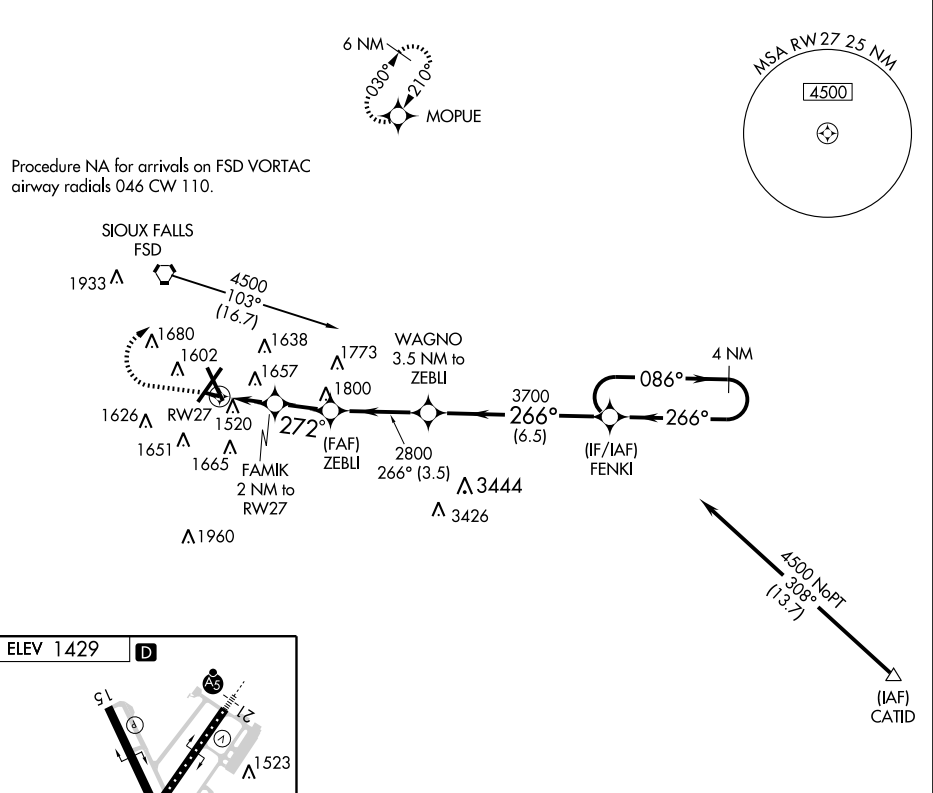 6 NM
030°
210°
MOPUE
MSA RW27 25 NM
4500
Procedure NA for arrivals on FSD VORTAC
airway radials 046 CW 110.
SIOUX FALLS
FSD
1933
4500
103°
(16.7)
1680
1638
1602
1773
1657
1800
WAGNO
3.5 NM to
ZEBLI
4 NM
086°
3700
266°
(6.5)
266°
1626
RW27
1520
272°
1651
1665
(FAF)
ZEBLI
2800
266° (3.5)
(IF/IAF)
FENKI
FAMIK
2 NM to
RW27
3444
3426
1960
4500 NoPT
308°
(13.7)
(IAF)
CATID
ELEV 1429
D
A5
15
21
P
V
1523